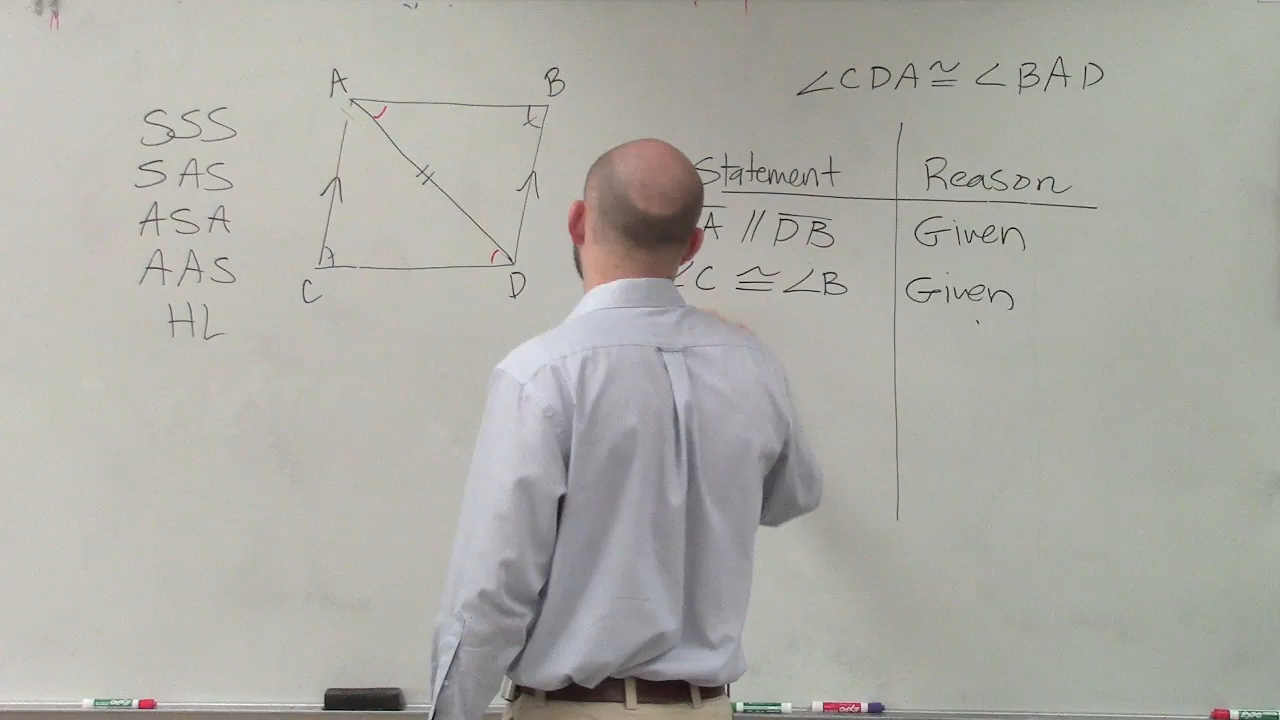 ∠CDA ≅ ∠BAD
SSS
SAS
ASA
AAS
HL
A
B
C
D
Statement Reason
A // DB Given
∠C ≅ ∠B Given